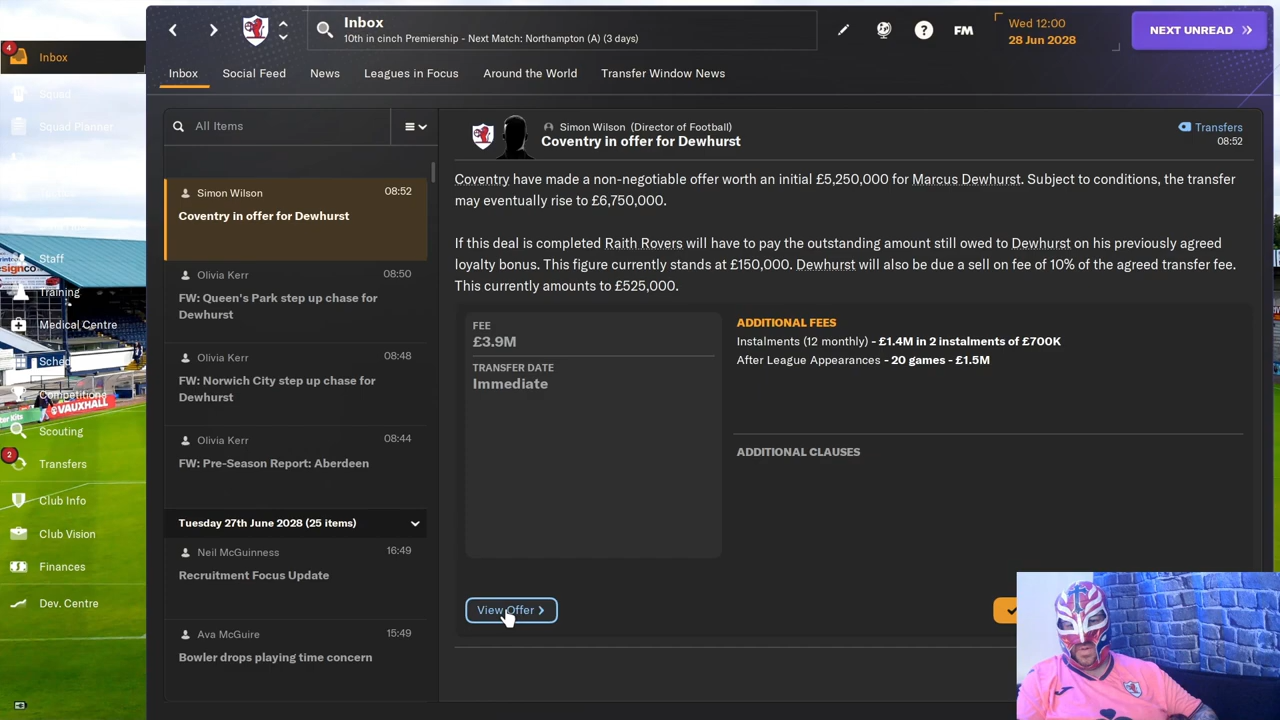 Inbox
10th in cinch Premiership - Next Match: Northampton (A) (3 days)
FM
Wed 12:00
28 Jun 2028
NEXT UNREAD
4
Inbox
Squad
Squad Planner
Staff
Training
Medical Centre
Sched
Competitions
Scouting
2
Transfers
Club Info
Club Vision
Finances
Dev. Centre
VAUXHALL
Inbox
Social Feed
News
Leagues in Focus
Around the World
Transfer Window News
All Items
Simon Wilson
08:52
Coventry in offer for Dewhurst
Olivia Kerr
08:50
FW: Queen's Park step up chase for
Dewhurst
Olivia Kerr
08:48
FW: Norwich City step up chase for
Dewhurst
Olivia Kerr
08:44
FW: Pre-Season Report: Aberdeen
Tuesday 27th June 2028 (25 items)
Neil McGuinness
16:49
Recruitment Focus Update
Ava McGuire
15:49
Bowler drops playing time concern
Simon Wilson (Director of Football)
Coventry in offer for Dewhurst
Transfers
08:52
Coventry have made a non-negotiable offer worth an initial £5,250,000 for Marcus Dewhurst. Subject to conditions, the transfer
may eventually rise to £6,750,000.
If this deal is completed Raith Rovers will have to pay the outstanding amount still owed to Dewhurst on his previously agreed
loyalty bonus. This figure currently stands at £150,000. Dewhurst will also be due a sell on fee of 10% of the agreed transfer fee.
This currently amounts to £525,000.
FEE
£3.9M
TRANSFER DATE
Immediate
ADDITIONAL FEES
Instalments (12 monthly) - £1.4M in 2 instalments of £700K
After League Appearances - 20 games - £1.5M
ADDITIONAL CLAUSES
View Offer